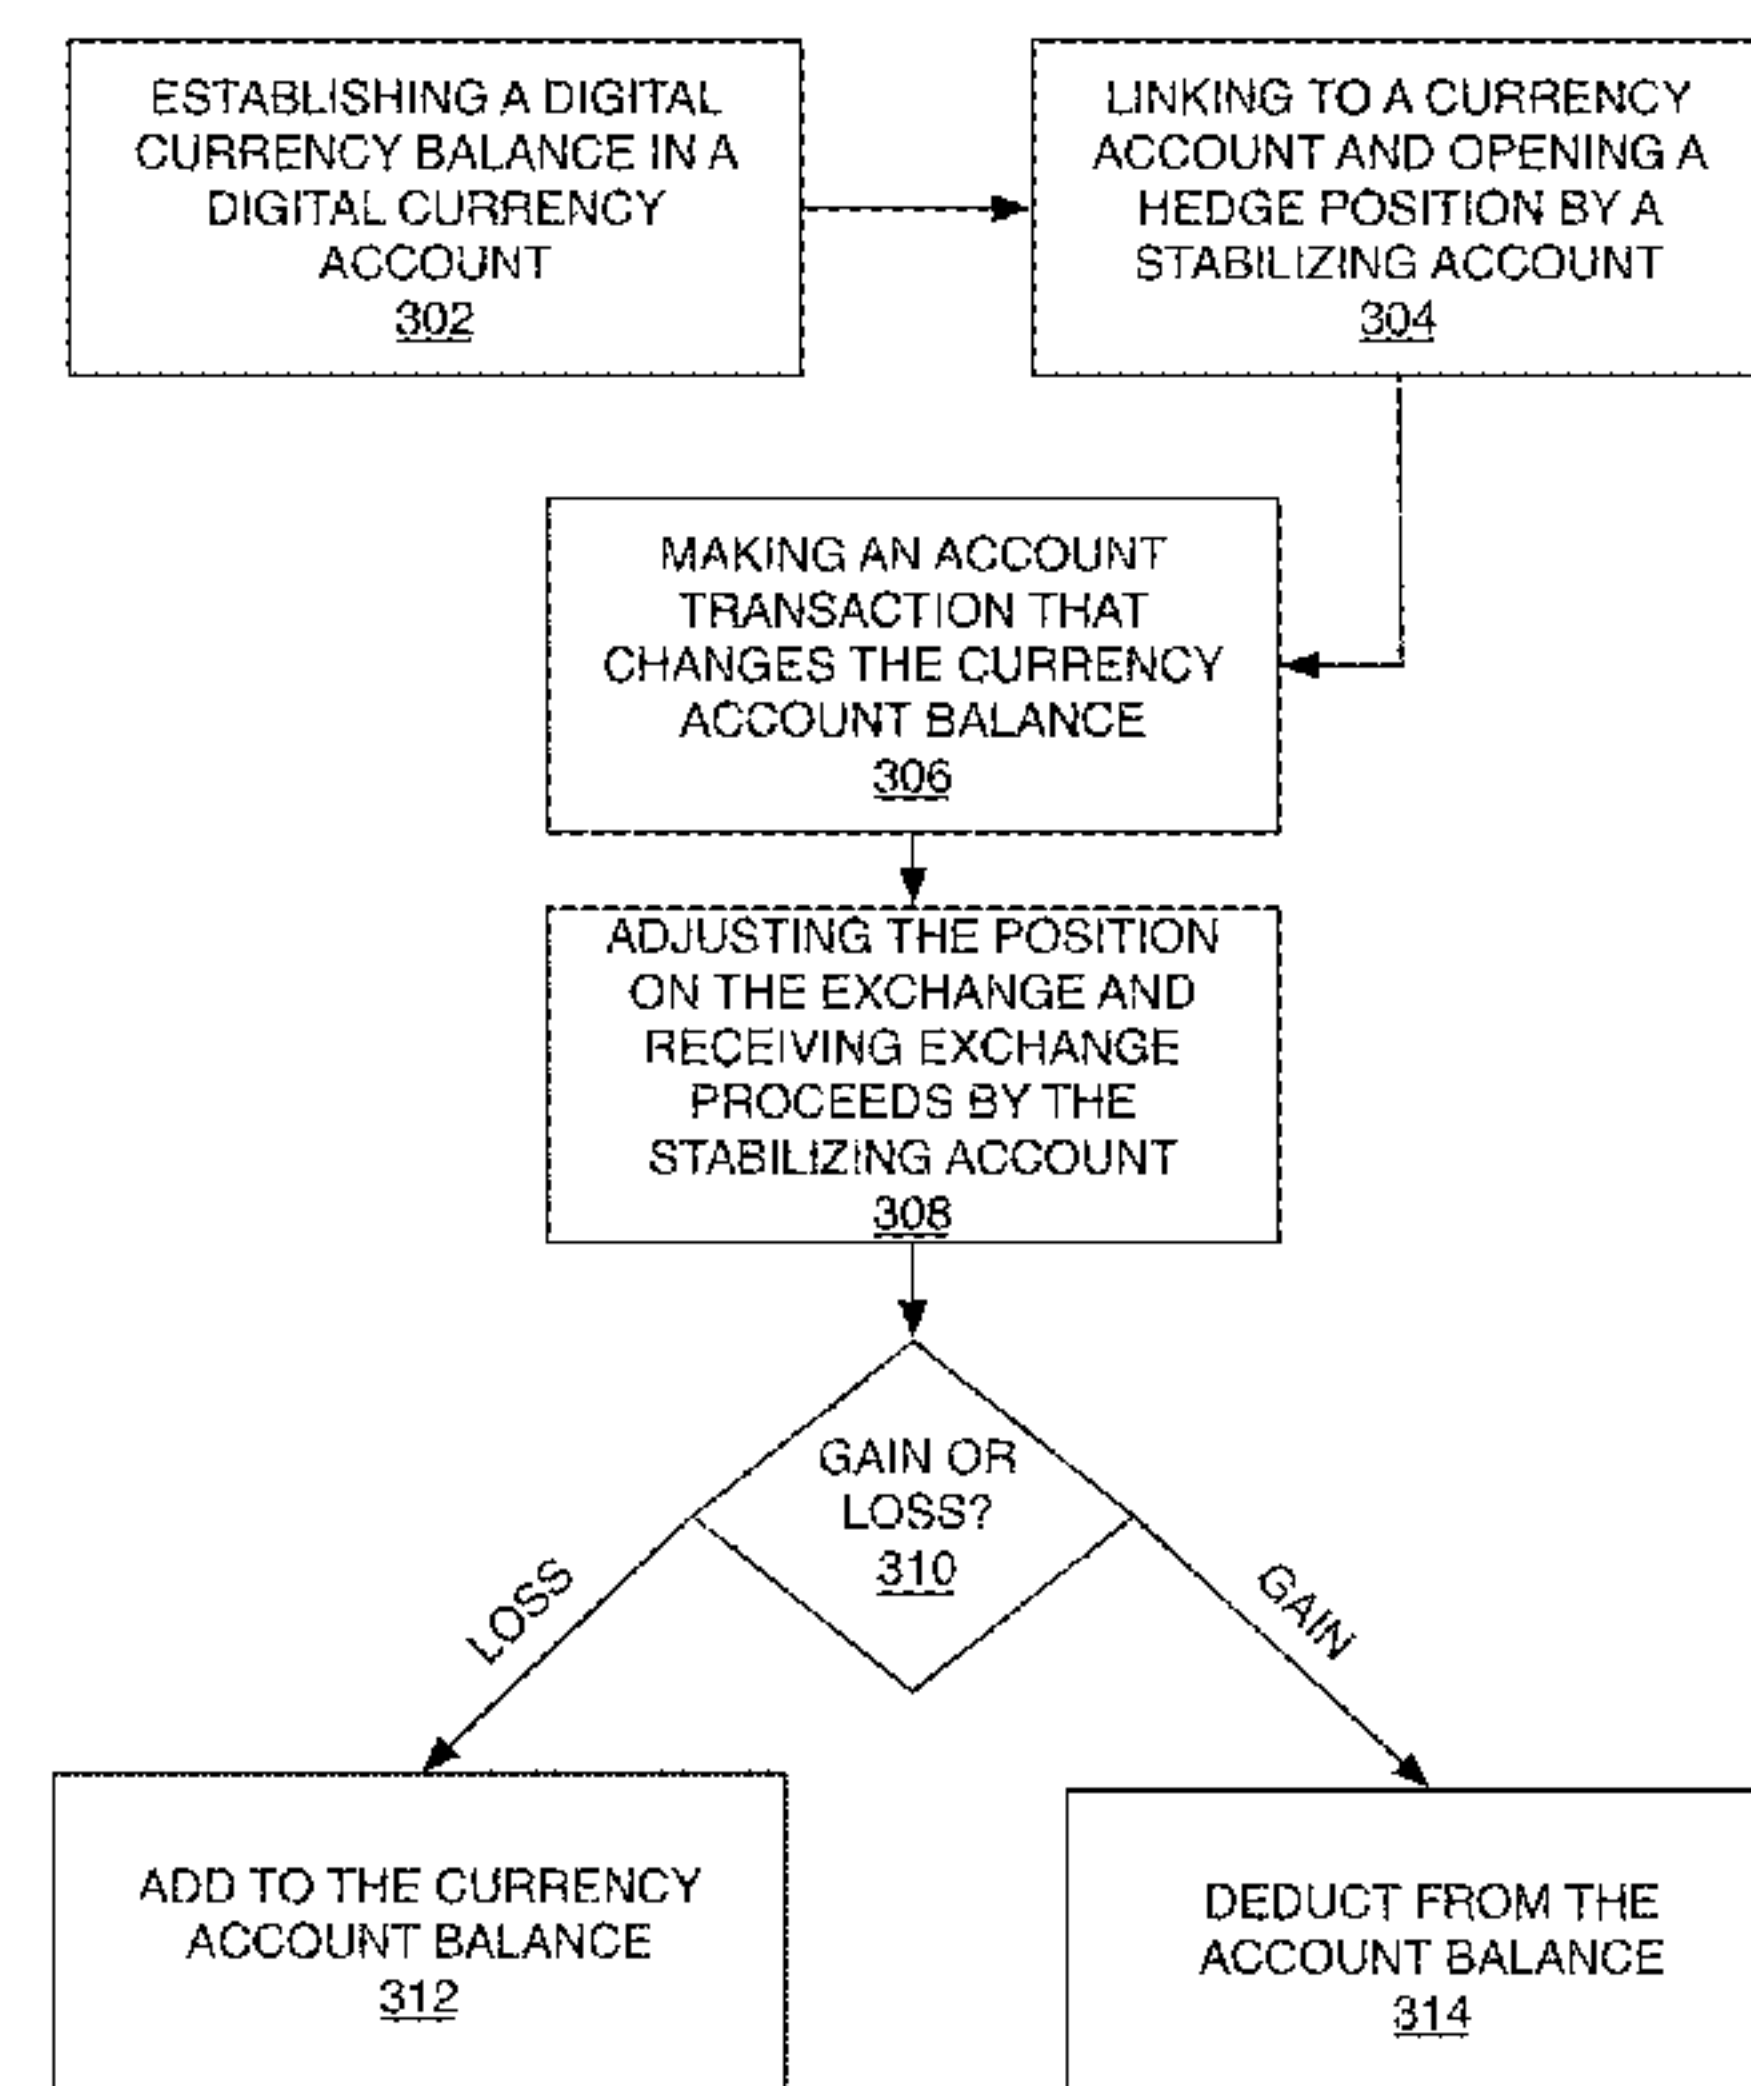 ESTABLISHING A DIGITAL
CURRENCY BALANCE IN A
DIGITAL CURRENCY
ACCOUNT
302
LINKING TO A CURRENCY
ACCOUNT AND OPENING A
HEDGE POSITION BY A
STABILIZING ACCOUNT
304
MAKING AN ACCOUNT
TRANSACTION THAT
CHANGES THE CURRENCY
ACCOUNT BALANCE
306
ADJUSTING THE POSITION
ON THE EXCHANGE AND
RECEIVING EXCHANGE
PROCEEDS BY THE
STABILIZING ACCOUNT
308
GAIN OR
LOSS?
310
LOSS
GAIN
ADD TO THE CURRENCY
ACCOUNT BALANCE
312
DEDUCT FROM THE
ACCOUNT BALANCE
314